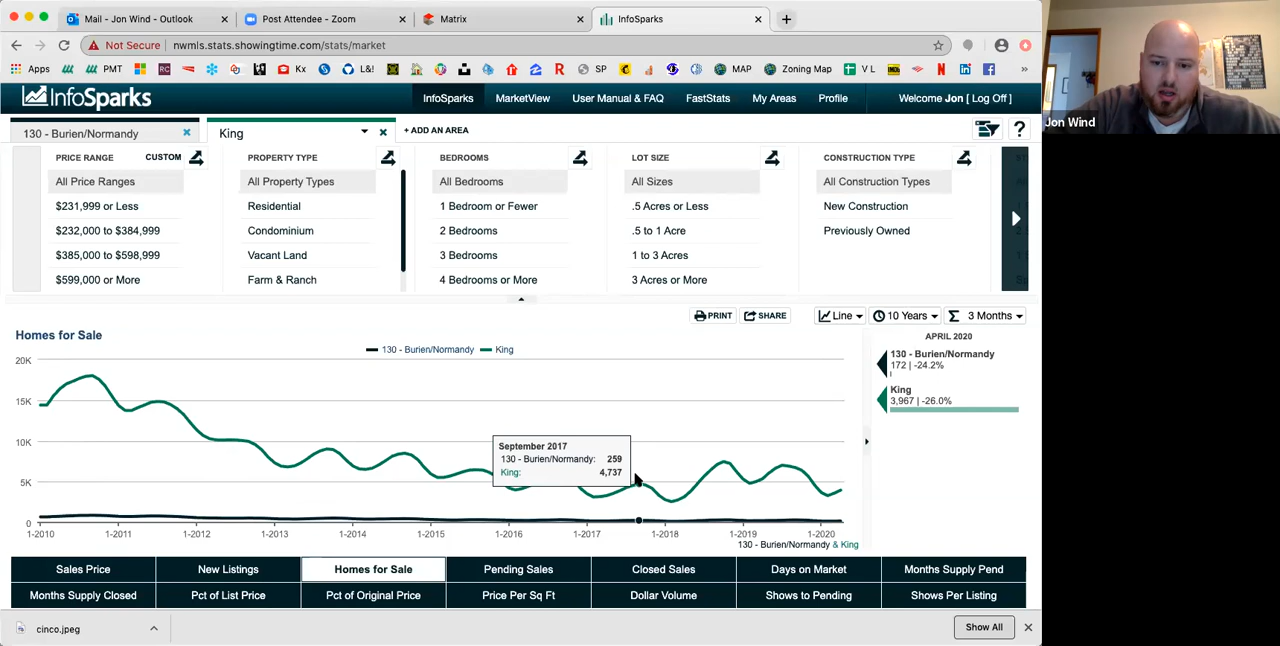 Mail - Jon Wind - Outlook
Post Attendee - Zoom
Matrix
InfoSparks
Not Secure | nwmls.stats.showingtime.com/stats/market
Apps PMT Kx L&! SP MAP Zoning Map V L
InfoSparks
InfoSparks MarketView User Manual & FAQ FastStats My Areas Profile Welcome Jon [ Log Off ]
Jon Wind
130 - Burien/Normandy
King
+ ADD AN AREA
PRICE RANGE CUSTOM
All Price Ranges
$231,999 or Less
$232,000 to $384,999
$385,000 to $598,999
$599,000 or More
PROPERTY TYPE
All Property Types
Residential
Condominium
Vacant Land
Farm & Ranch
BEDROOMS
All Bedrooms
1 Bedroom or Fewer
2 Bedrooms
3 Bedrooms
4 Bedrooms or More
LOT SIZE
All Sizes
.5 Acres or Less
.5 to 1 Acre
1 to 3 Acres
3 Acres or More
CONSTRUCTION TYPE
All Construction Types
New Construction
Previously Owned
PRINT SHARE Line 10 Years Σ 3 Months
Homes for Sale
130 - Burien/Normandy King
20K
15K
10K
5K
0
September 2017
130 - Burien/Normandy: 259
King: 4,737
1-2010 1-2011 1-2012 1-2013 1-2014 1-2015 1-2016 1-2017 1-2018 1-2019 1-2020
130 - Burien/Normandy & King
APRIL 2020
130 - Burien/Normandy
172 | -24.2%
King
3,967 | -26.0%
Sales Price New Listings Homes for Sale Pending Sales Closed Sales Days on Market Months Supply Pend
Months Supply Closed Pct of List Price Pct of Original Price Price Per Sq Ft Dollar Volume Shows to Pending Shows Per Listing
cinco.jpeg
Show All